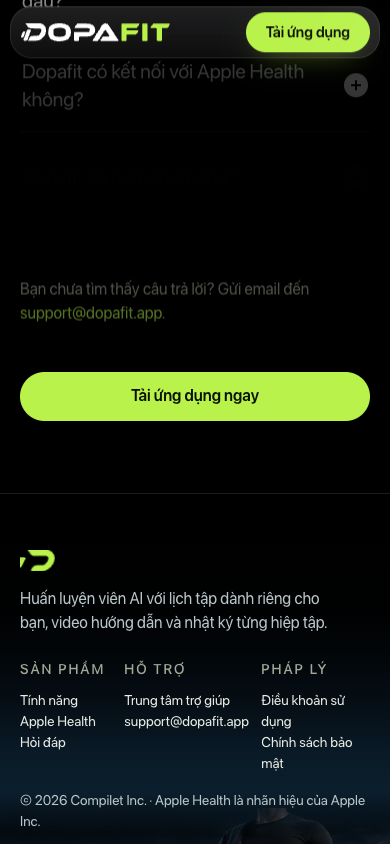 DOPAFIT
Tải ứng dụng
Dopafit có kết nối với Apple Health
không?
Bạn chưa tìm thấy câu trả lời? Gửi email đến
support@dopafit.app.
Tải ứng dụng ngay
Huấn luyện viên AI với lịch tập dành riêng cho
bạn, video hướng dẫn và nhật ký từng hiệp tập.
SẢN PHẨM
Tính năng
Apple Health
Hỏi đáp
HỖ TRỢ
Trung tâm trợ giúp
support@dopafit.app
PHÁP LÝ
Điều khoản sử
dụng
Chính sách bảo
mật
© 2026 Compilet Inc. · Apple Health là nhãn hiệu của Apple
Inc.